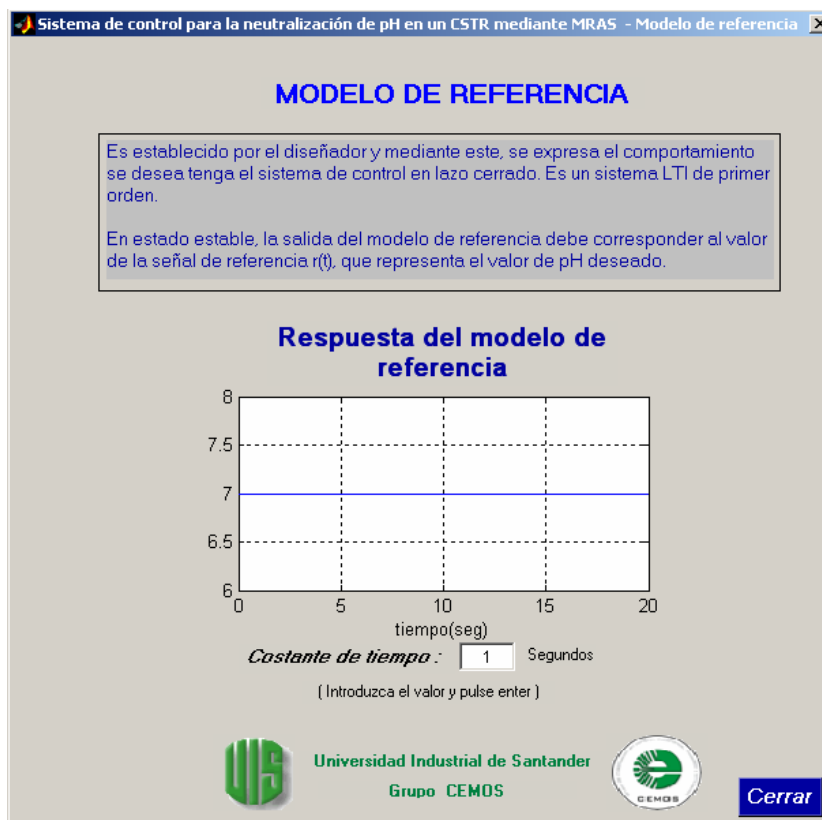 Sistema de control para la neutralización de pH en un CSTR mediante MRAS - Modelo de referencia
MODELO DE REFERENCIA
Es establecido por el diseñador y mediante este, se expresa el comportamiento
se desea tenga el sistema de control en lazo cerrado. Es un sistema LTI de primer
orden.
En estado estable, la salida del modelo de referencia debe corresponder al valor
de la señal de referencia r(t), que representa el valor de pH deseado.
Respuesta del modelo de
referencia
8
7.5
7
6.5
6
0 5 10 15 20
tiempo(seg)
Costante de tiempo : 1 Segundos
( Introduzca el valor y pulse enter )
UIS
Universidad Industrial de Santander
Grupo CEMOS
CEMOS
Cerrar